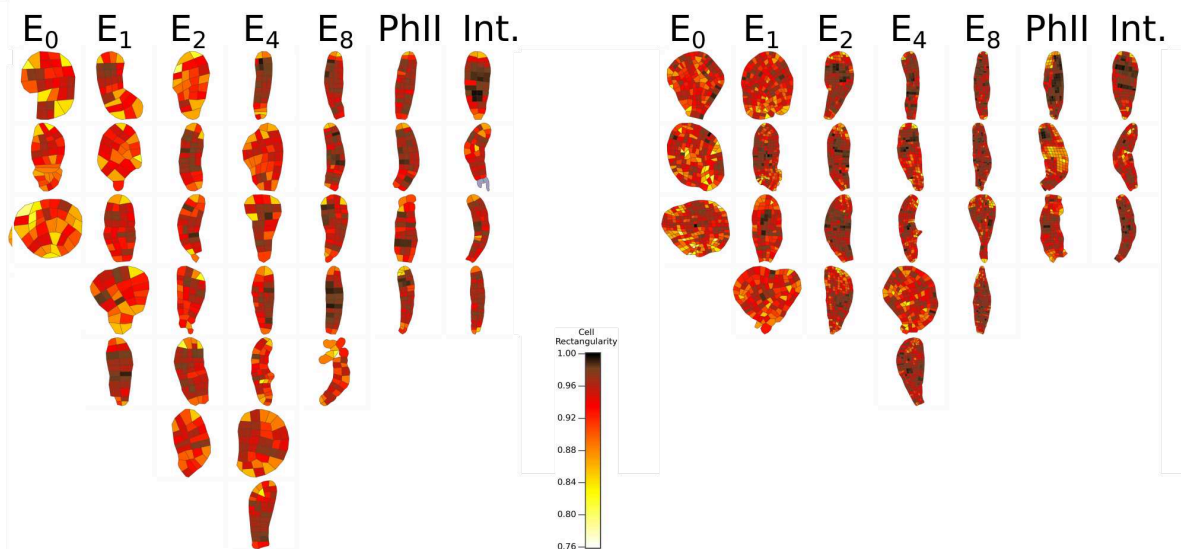 E₀ E₁ E₂ E₄ E₈ PhII Int. E₀ E₁ E₂ E₄ E₈ PhII Int.
Cell
Rectangularity
1.00
0.96
0.92
0.88
0.84
0.80
0.76